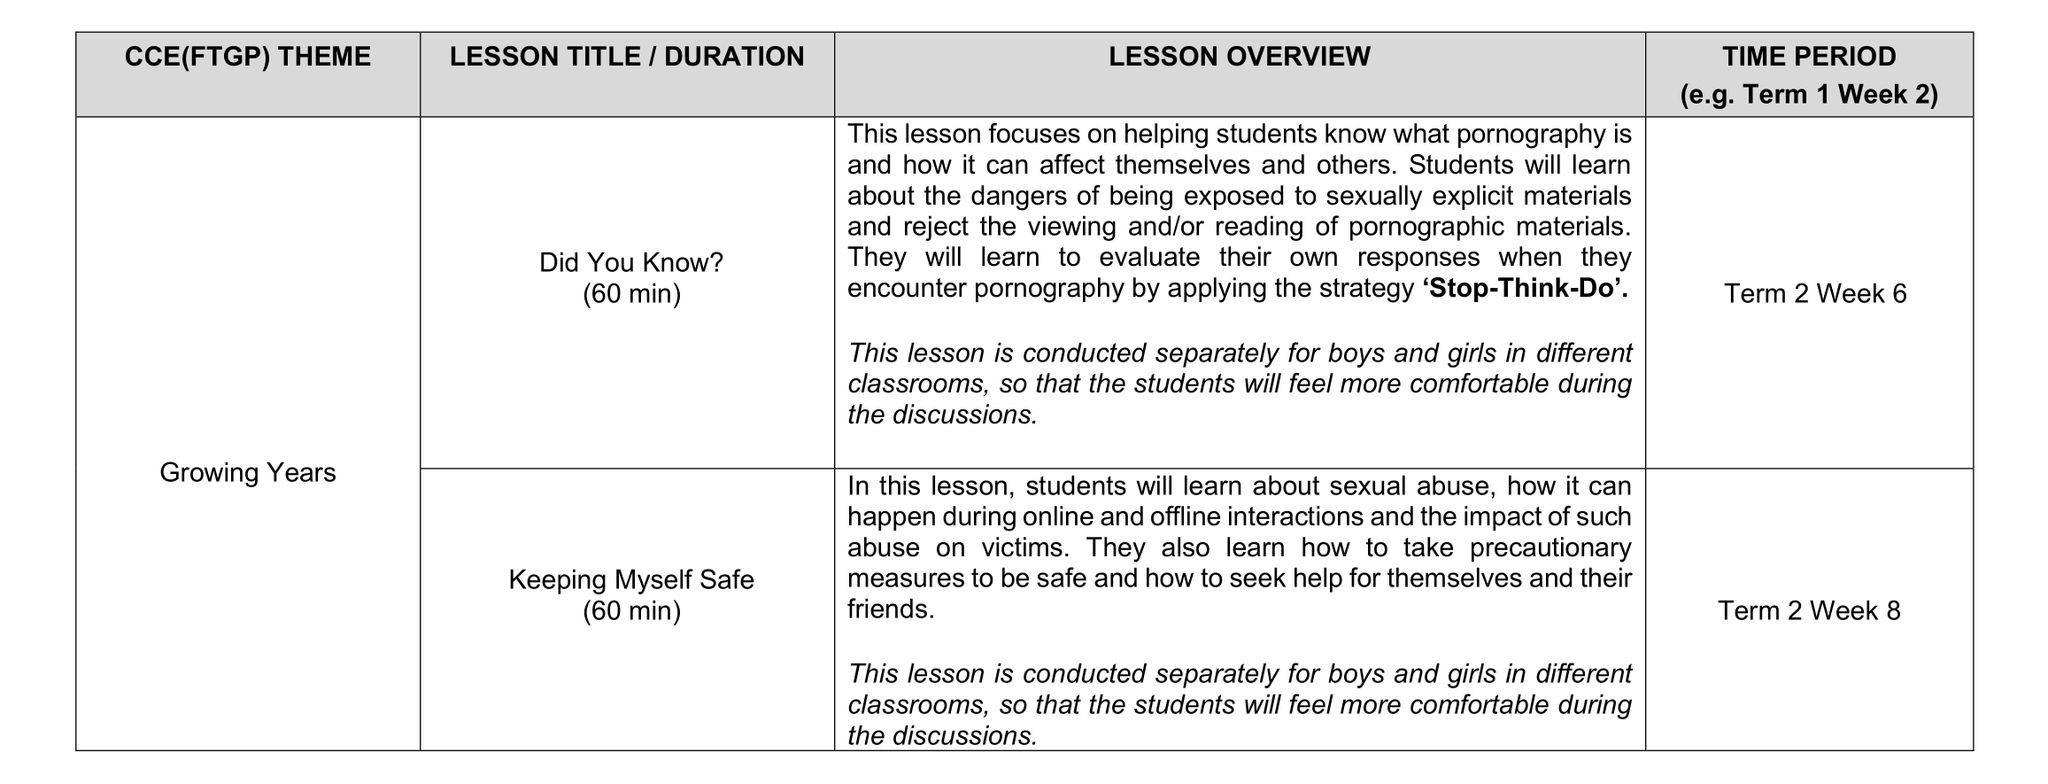 CCE(FTGP) THEME
LESSON TITLE / DURATION
LESSON OVERVIEW
TIME PERIOD
(e.g. Term 1 Week 2)
Growing Years
Did You Know?
(60 min)
This lesson focuses on helping students know what pornography is
and how it can affect themselves and others. Students will learn
about the dangers of being exposed to sexually explicit materials
and reject the viewing and/or reading of pornographic materials.
They will learn to evaluate their own responses when they
encounter pornography by applying the strategy ‘Stop-Think-Do’.
This lesson is conducted separately for boys and girls in different
classrooms, so that the students will feel more comfortable during
the discussions.
Term 2 Week 6
Keeping Myself Safe
(60 min)
In this lesson, students will learn about sexual abuse, how it can
happen during online and offline interactions and the impact of such
abuse on victims. They also learn how to take precautionary
measures to be safe and how to seek help for themselves and their
friends.
This lesson is conducted separately for boys and girls in different
classrooms, so that the students will feel more comfortable during
the discussions.
Term 2 Week 8